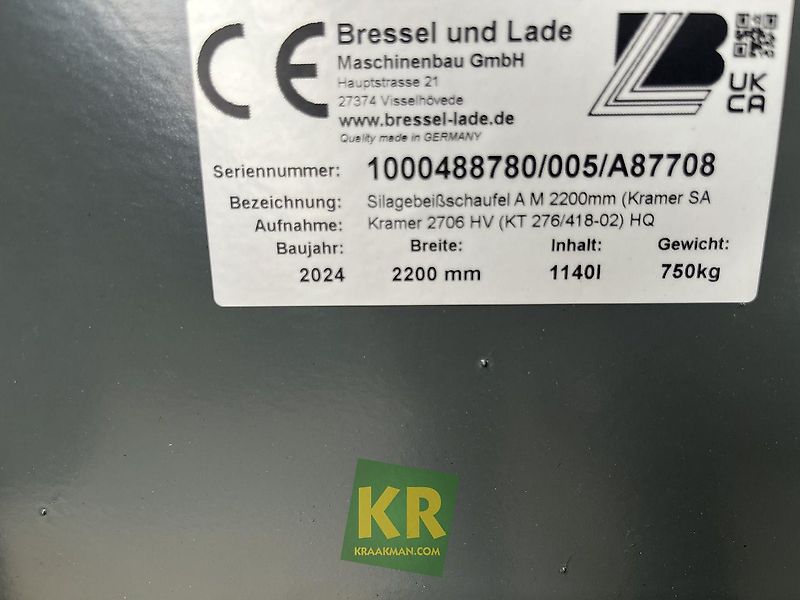 CE
Bressel und Lade
Maschinenbau GmbH
Hauptstrasse 21
27374 Visselhövede
www.bressel-lade.de
Quality made in GERMANY
UK
CA
Seriennummer: 1000488780/005/A87708
Bezeichnung: Silagebeißschaufel A M 2200mm (Kramer SA
Aufnahme: Kramer 2706 HV (KT 276/418-02) HQ
Baujahr: Breite: Inhalt: Gewicht:
2024 2200 mm 1140l 750kg
KR
KRAAKMAN.COM